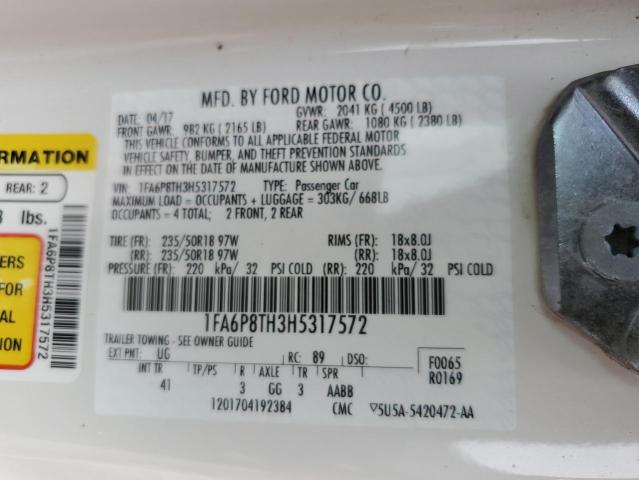 MFD. BY FORD MOTOR CO.
DATE: 04/17 GVWR: 2041 KG ( 4500 LB)
FRONT GAWR: 982 KG ( 2165 LB) REAR GAWR: 1080 KG ( 2380 LB)
THIS VEHICLE CONFORMS TO ALL APPLICABLE FEDERAL MOTOR
VEHICLE SAFETY, BUMPER, AND THEFT PREVENTION STANDARDS
IN EFFECT ON THE DATE OF MANUFACTURE SHOWN ABOVE.
VIN: 1FA6P8TH3H5317572 TYPE: Passenger Car
MAXIMUM LOAD = OCCUPANTS + LUGGAGE = 303KG/ 668LB
OCCUPANTS = 4 TOTAL; 2 FRONT, 2 REAR
TIRE (FR): 235/50R18 97W RIMS (FR): 18x8.0J
(RR): 235/50R18 97W (RR): 18x8.0J
PRESSURE (FR): 220 kPa/ 32 PSI COLD (RR): 220 kPa/ 32 PSI COLD
1FA6P8TH3H5317572
TRAILER TOWING - SEE OWNER GUIDE
EXT PNT: UG RC: 89 DSO: F0065
INT TR TP/PS R AXLE TR SPR R0169
41 3 GG 3 AABB
1201704192384 CMC ▽5U5A-5420472-AA
FORMATION
REAR: 2
lbs.
1FA6P8TH3H5317572
ERS
FOR
AL
TION